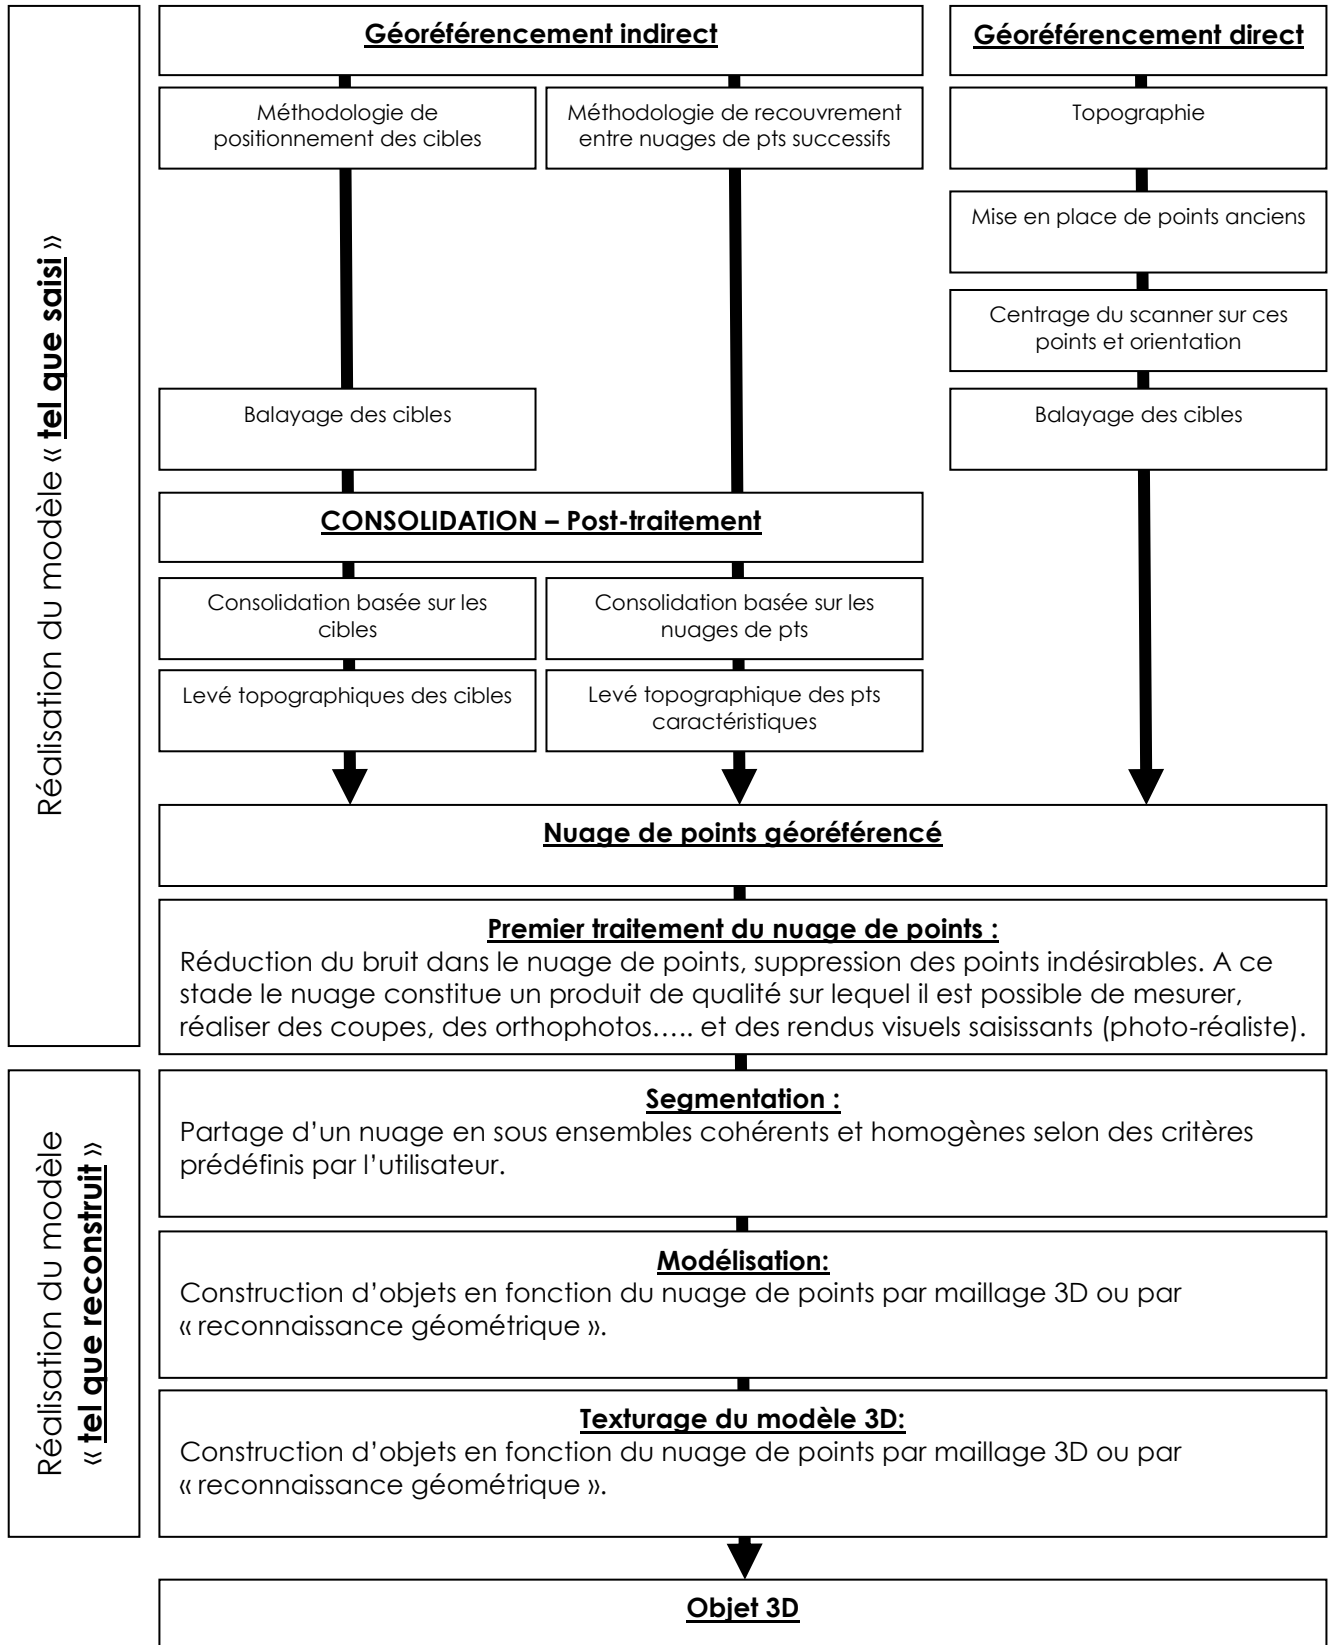 Réalisation du modèle « tel que saisi »
Géoréférencement indirect
Géoréférencement direct
Méthodologie de
positionnement des cibles
Méthodologie de recouvrement
entre nuages de pts successifs
Topographie
Mise en place de points anciens
Centrage du scanner sur ces
points et orientation
Balayage des cibles
Balayage des cibles
CONSOLIDATION – Post-traitement
Consolidation basée sur les
cibles
Consolidation basée sur les
nuages de pts
Levé topographiques des cibles
Levé topographique des pts
caractéristiques
Nuage de points géoréférencé
Premier traitement du nuage de points :
Réduction du bruit dans le nuage de points, suppression des points indésirables. A ce
stade le nuage constitue un produit de qualité sur lequel il est possible de mesurer,
réaliser des coupes, des orthophotos….. et des rendus visuels saisissants (photo-réaliste).
Réalisation du modèle
« tel que reconstruit »
Segmentation :
Partage d’un nuage en sous ensembles cohérents et homogènes selon des critères
prédéfinis par l’utilisateur.
Modélisation:
Construction d’objets en fonction du nuage de points par maillage 3D ou par
« reconnaissance géométrique ».
Texturage du modèle 3D:
Construction d’objets en fonction du nuage de points par maillage 3D ou par
« reconnaissance géométrique ».
Objet 3D